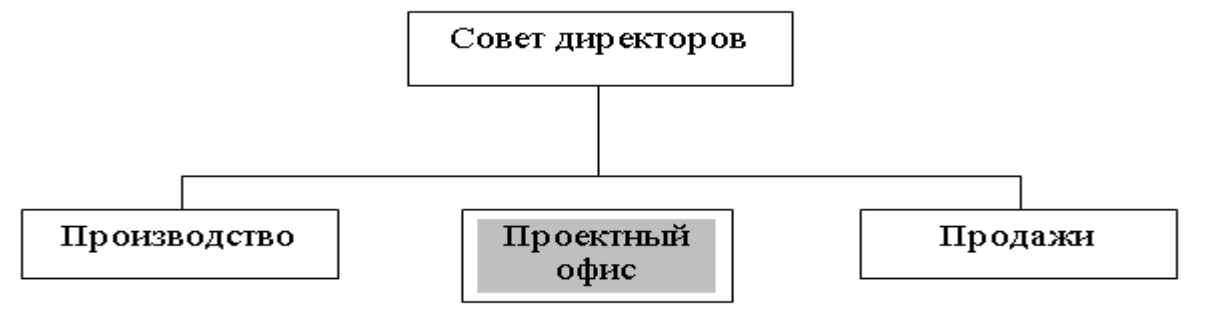 Совет директоров
Производство
Проектный
офис
Продажи